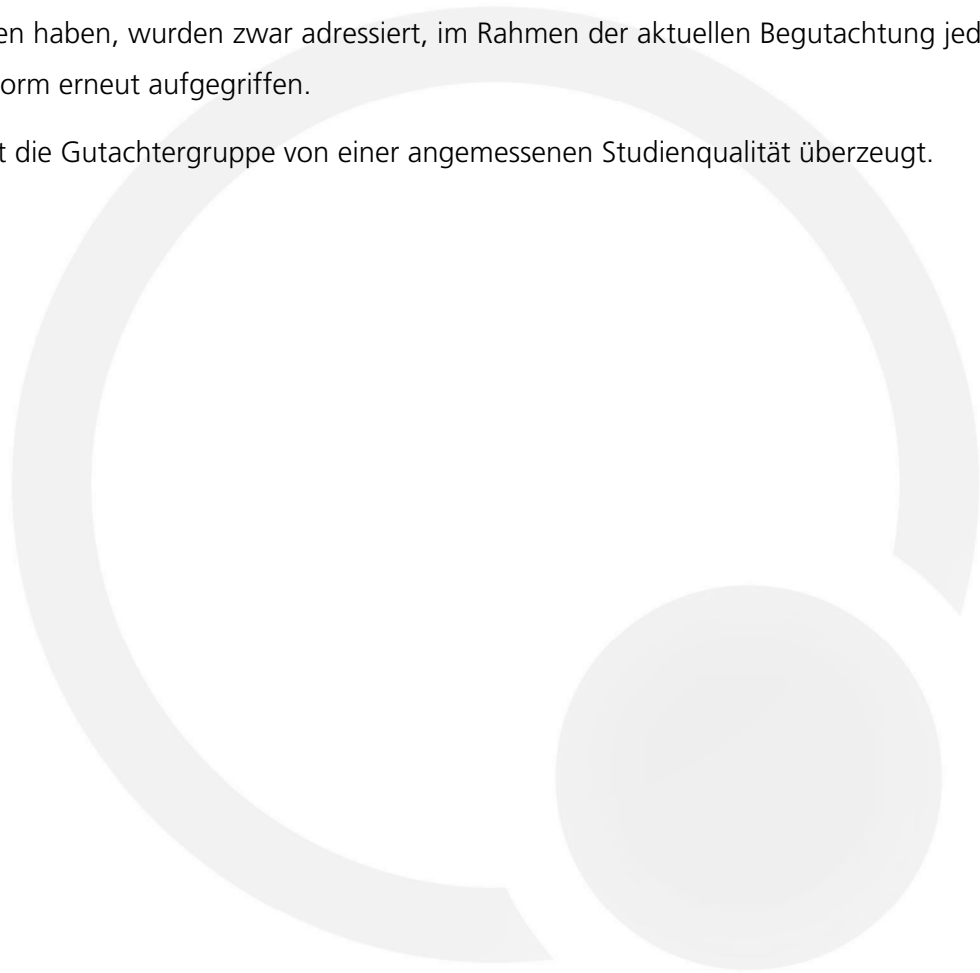 en haben, wurden zwar adressiert, im Rahmen der aktuellen Begutachtung jed
orm erneut aufgegriffen.
t die Gutachtergruppe von einer angemessenen Studienqualität überzeugt.